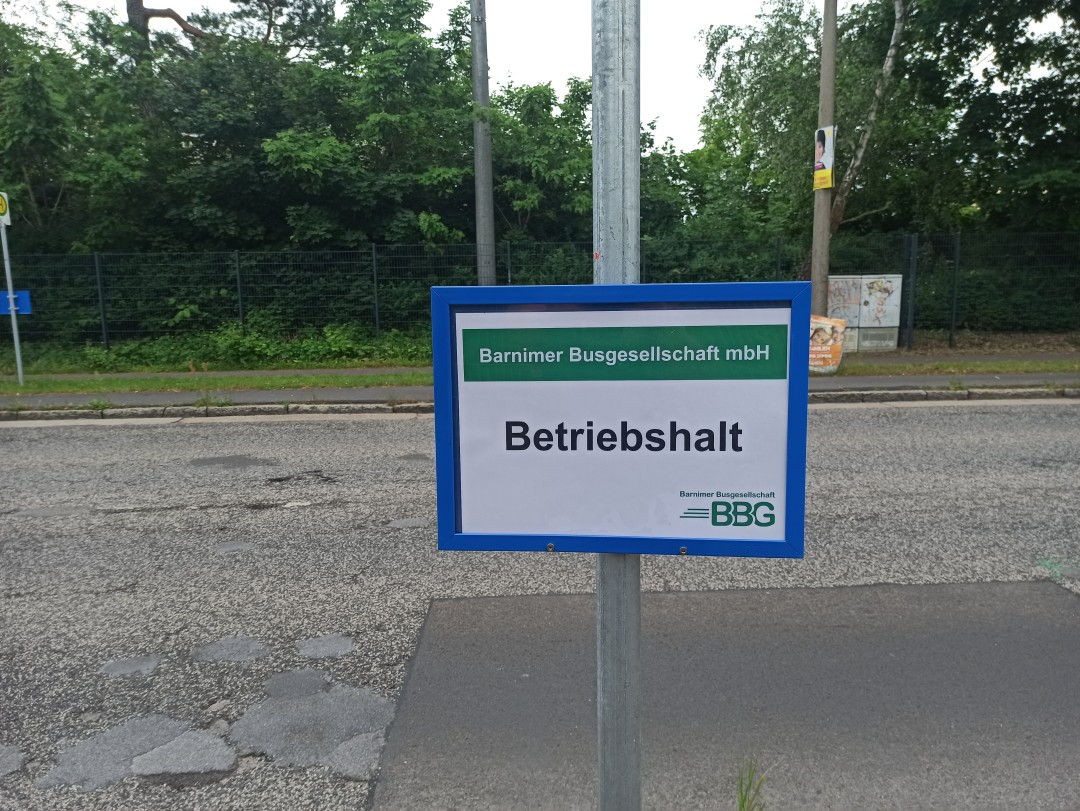 Barnimer Busgesellschaft mbH
Betriebshalt
Barnimer Busgesellschaft
BBG